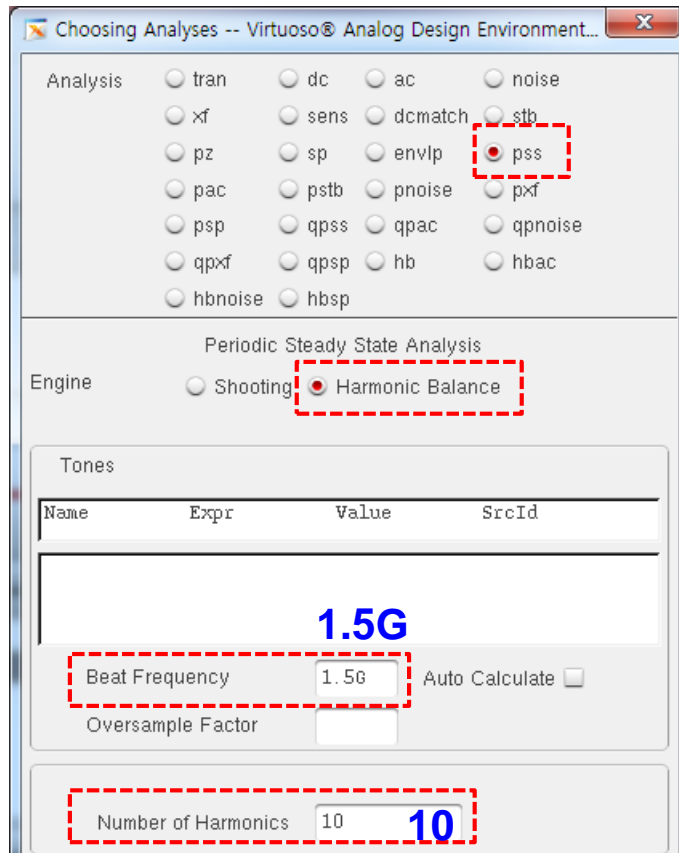 Choosing Analyses -- Virtuoso® Analog Design Environment...
Analysis tran dc ac noise
xf sens dcmatch stb
pz sp envlp pss
pac pstb pnoise pxf
psp qpss qpac qpnoise
qpxf qpsp hb hbac
hbnoise hbsp
Periodic Steady State Analysis
Engine Shooting Harmonic Balance
Tones
Name Expr Value SrcId
1.5G
Beat Frequency 1.5G Auto Calculate
Oversample Factor
Number of Harmonics 10 10